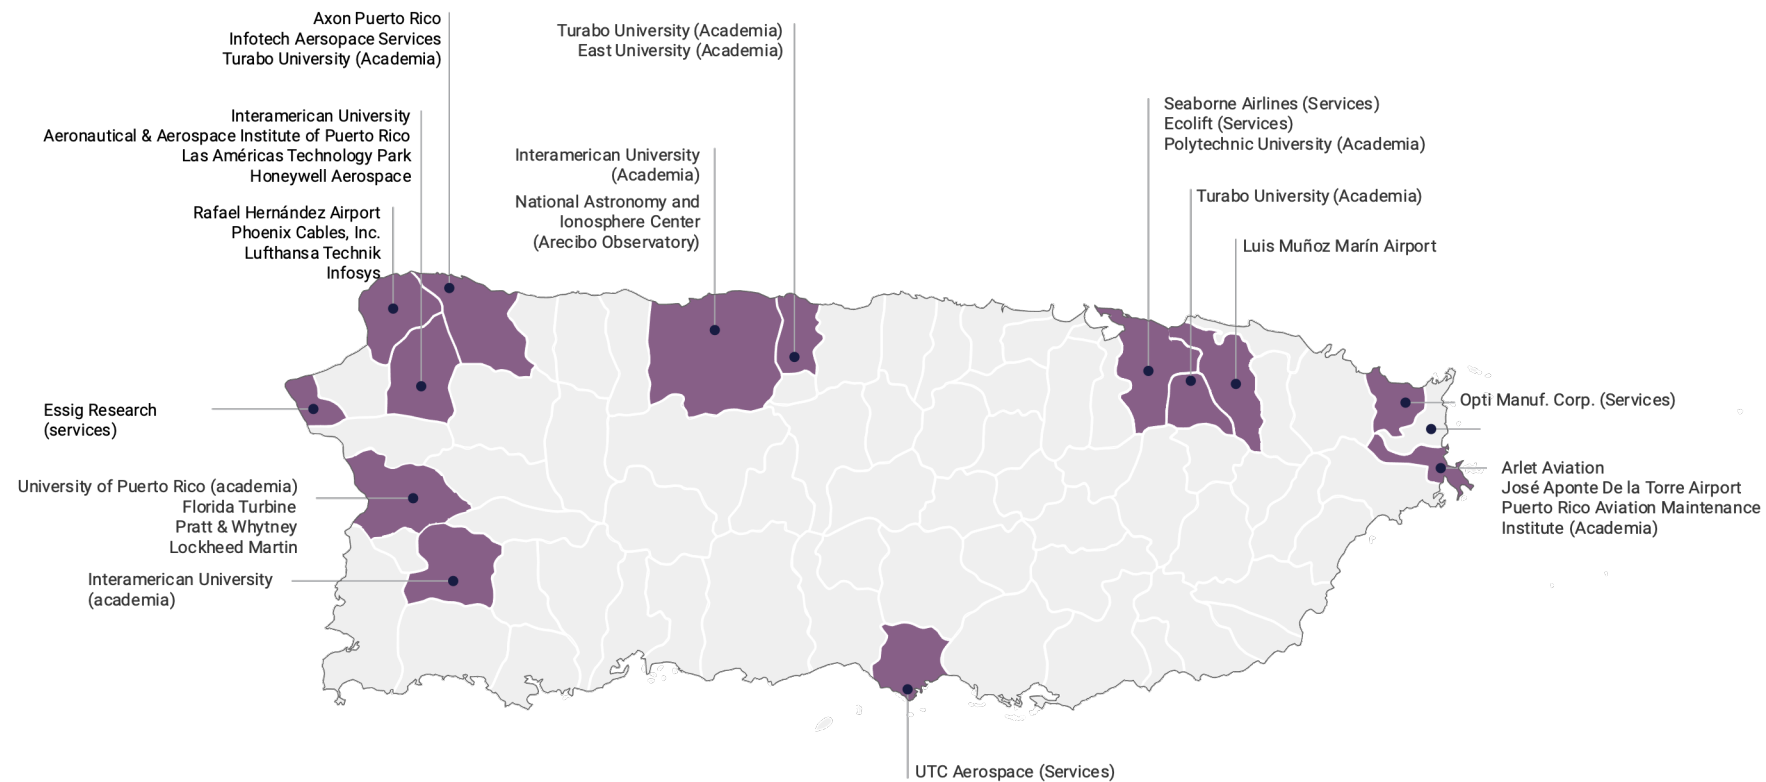 Axon Puerto Rico
Infotech Aersopace Services
Turabo University (Academia)
Interamerican University
Aeronautical & Aerospace Institute of Puerto Rico
Las Américas Technology Park
Honeywell Aerospace
Rafael Hernández Airport
Phoenix Cables, Inc.
Lufthansa Technik
Infosys
Turabo University (Academia)
East University (Academia)
Interamerican University
(Academia)
National Astronomy and
Ionosphere Center
(Arecibo Observatory)
Seaborne Airlines (Services)
Ecolift (Services)
Polytechnic University (Academia)
Turabo University (Academia)
Luis Muñoz Marín Airport
Essig Research
(services)
University of Puerto Rico (academia)
Florida Turbine
Pratt & Whytney
Lockheed Martin
Interamerican University
(academia)
Opti Manuf. Corp. (Services)
Arlet Aviation
José Aponte De la Torre Airport
Puerto Rico Aviation Maintenance
Institute (Academia)
UTC Aerospace (Services)